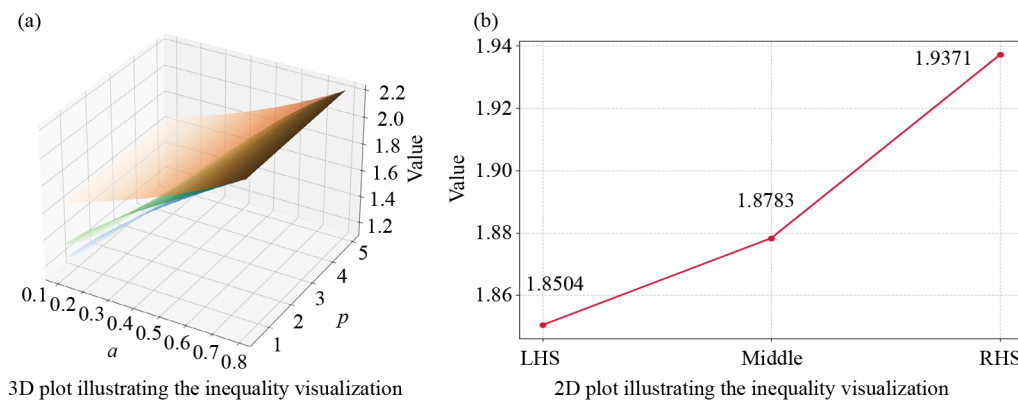 (a)
2.2
2.0
1.8
1.6
1.4
1.2
Value
0.1 0.2 0.3 0.4 0.5 0.6 0.7 0.8
a
1 2 3 4 5
p
3D plot illustrating the inequality visualization
(b)
1.94
1.92
1.90
1.88
1.86
Value
1.8504
1.8783
1.9371
LHS Middle RHS
2D plot illustrating the inequality visualization